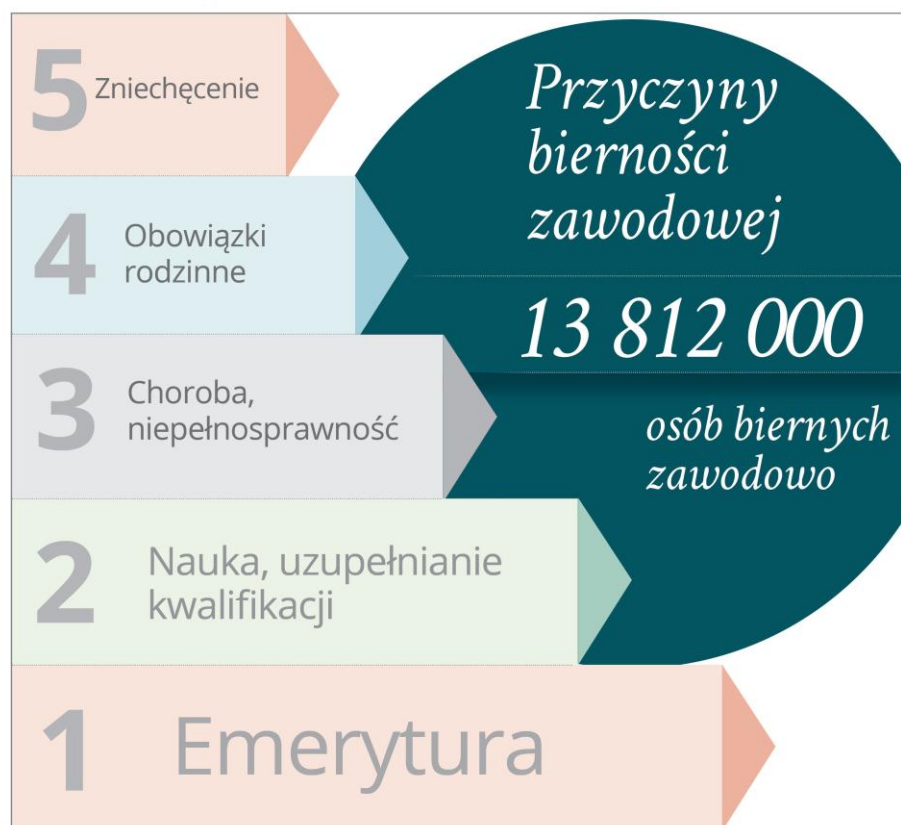 5 Zniechęcenie
4 Obowiązki
rodzinne
3 Choroba,
niepełnosprawność
2 Nauka, uzupełnianie
kwalifikacji
1 Emerytura
Przyczyny
bierności
zawodowej
13 812 000
osób biernych
zawodowo